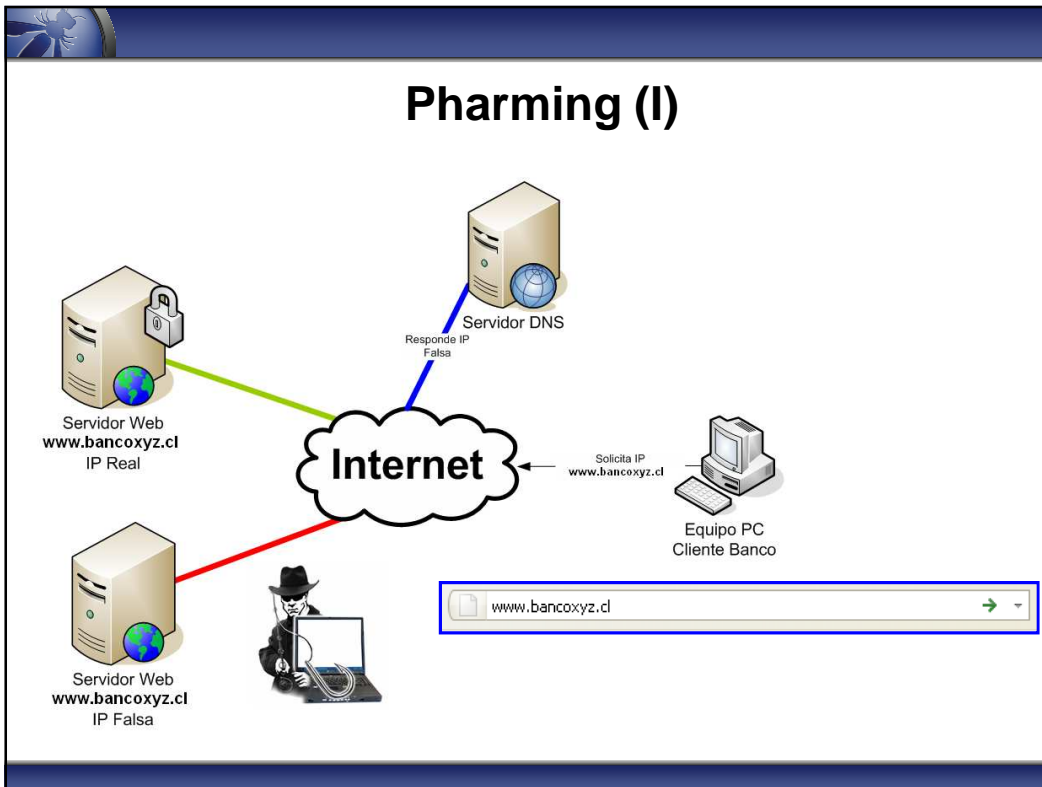 Pharming (I)
Servidor DNS
Responde IP
Falsa
Servidor Web
www.bancoxyz.cl
IP Real
Internet
Solicita IP
www.bancoxyz.cl
Equipo PC
Cliente Banco
www.bancoxyz.cl
Servidor Web
www.bancoxyz.cl
IP Falsa